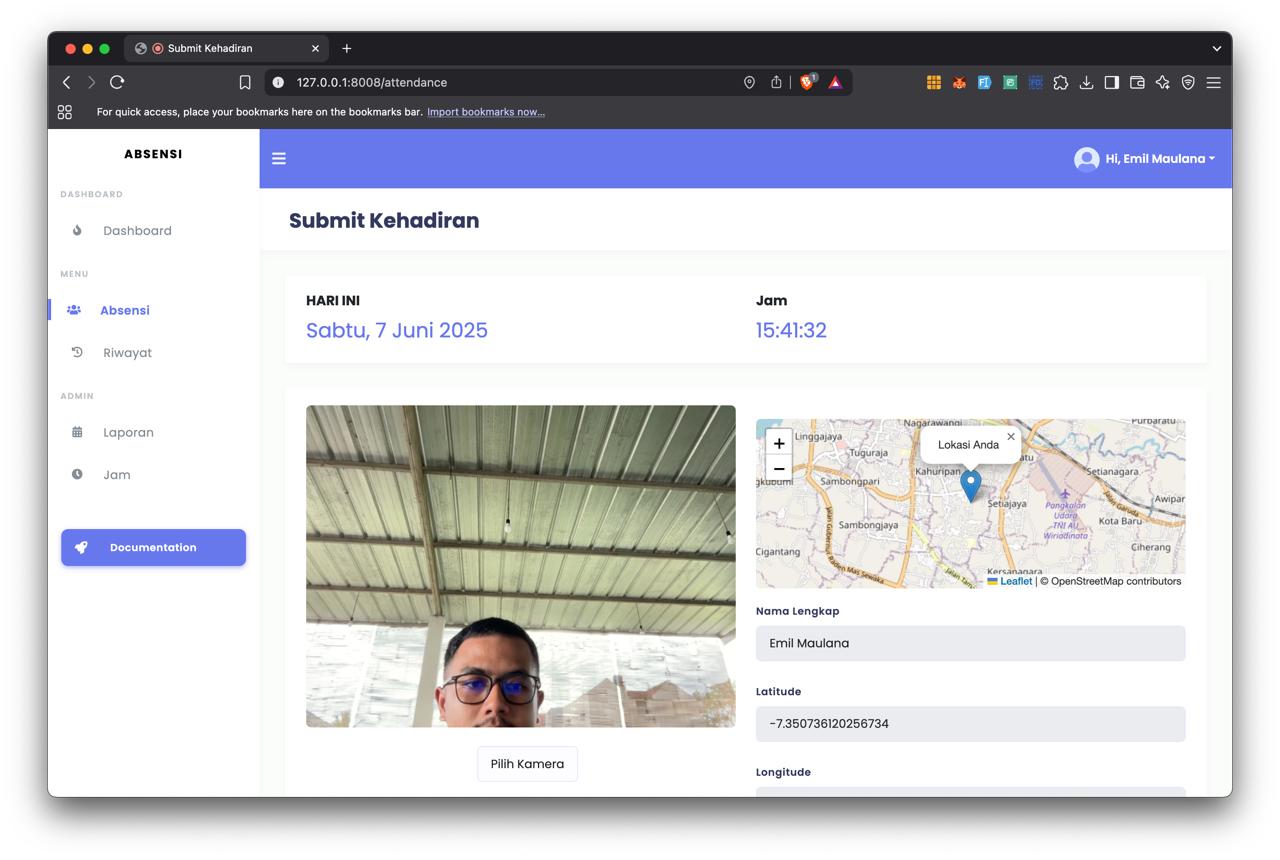 Submit Kehadiran
127.0.0.1:8008/attendance
1
For quick access, place your bookmarks here on the bookmarks bar. Import bookmarks now...
ABSENSI
Hi, Emil Maulana
DASHBOARD
Dashboard
MENU
Absensi
Riwayat
ADMIN
Laporan
Jam
Documentation
Submit Kehadiran
HARI INI
Sabtu, 7 Juni 2025
Jam
15:41:32
Pilih Kamera
+
−
Lokasi Anda
×
Nagarawangi
Purbaratu
Linggajaya
Tuguraja
Kahuripan
Setianagara
Sambongpari
Awipar
Setiajaya
Pangkalan
Udara
TNI AU
Wiriadinata
Jalan Garuda
Kota Baru
Sambongjaya
Cigantung
Ciherang
Kersanagara
Leaflet | © OpenStreetMap contributors
Nama Lengkap
Emil Maulana
Latitude
-7.350736120256734
Longitude